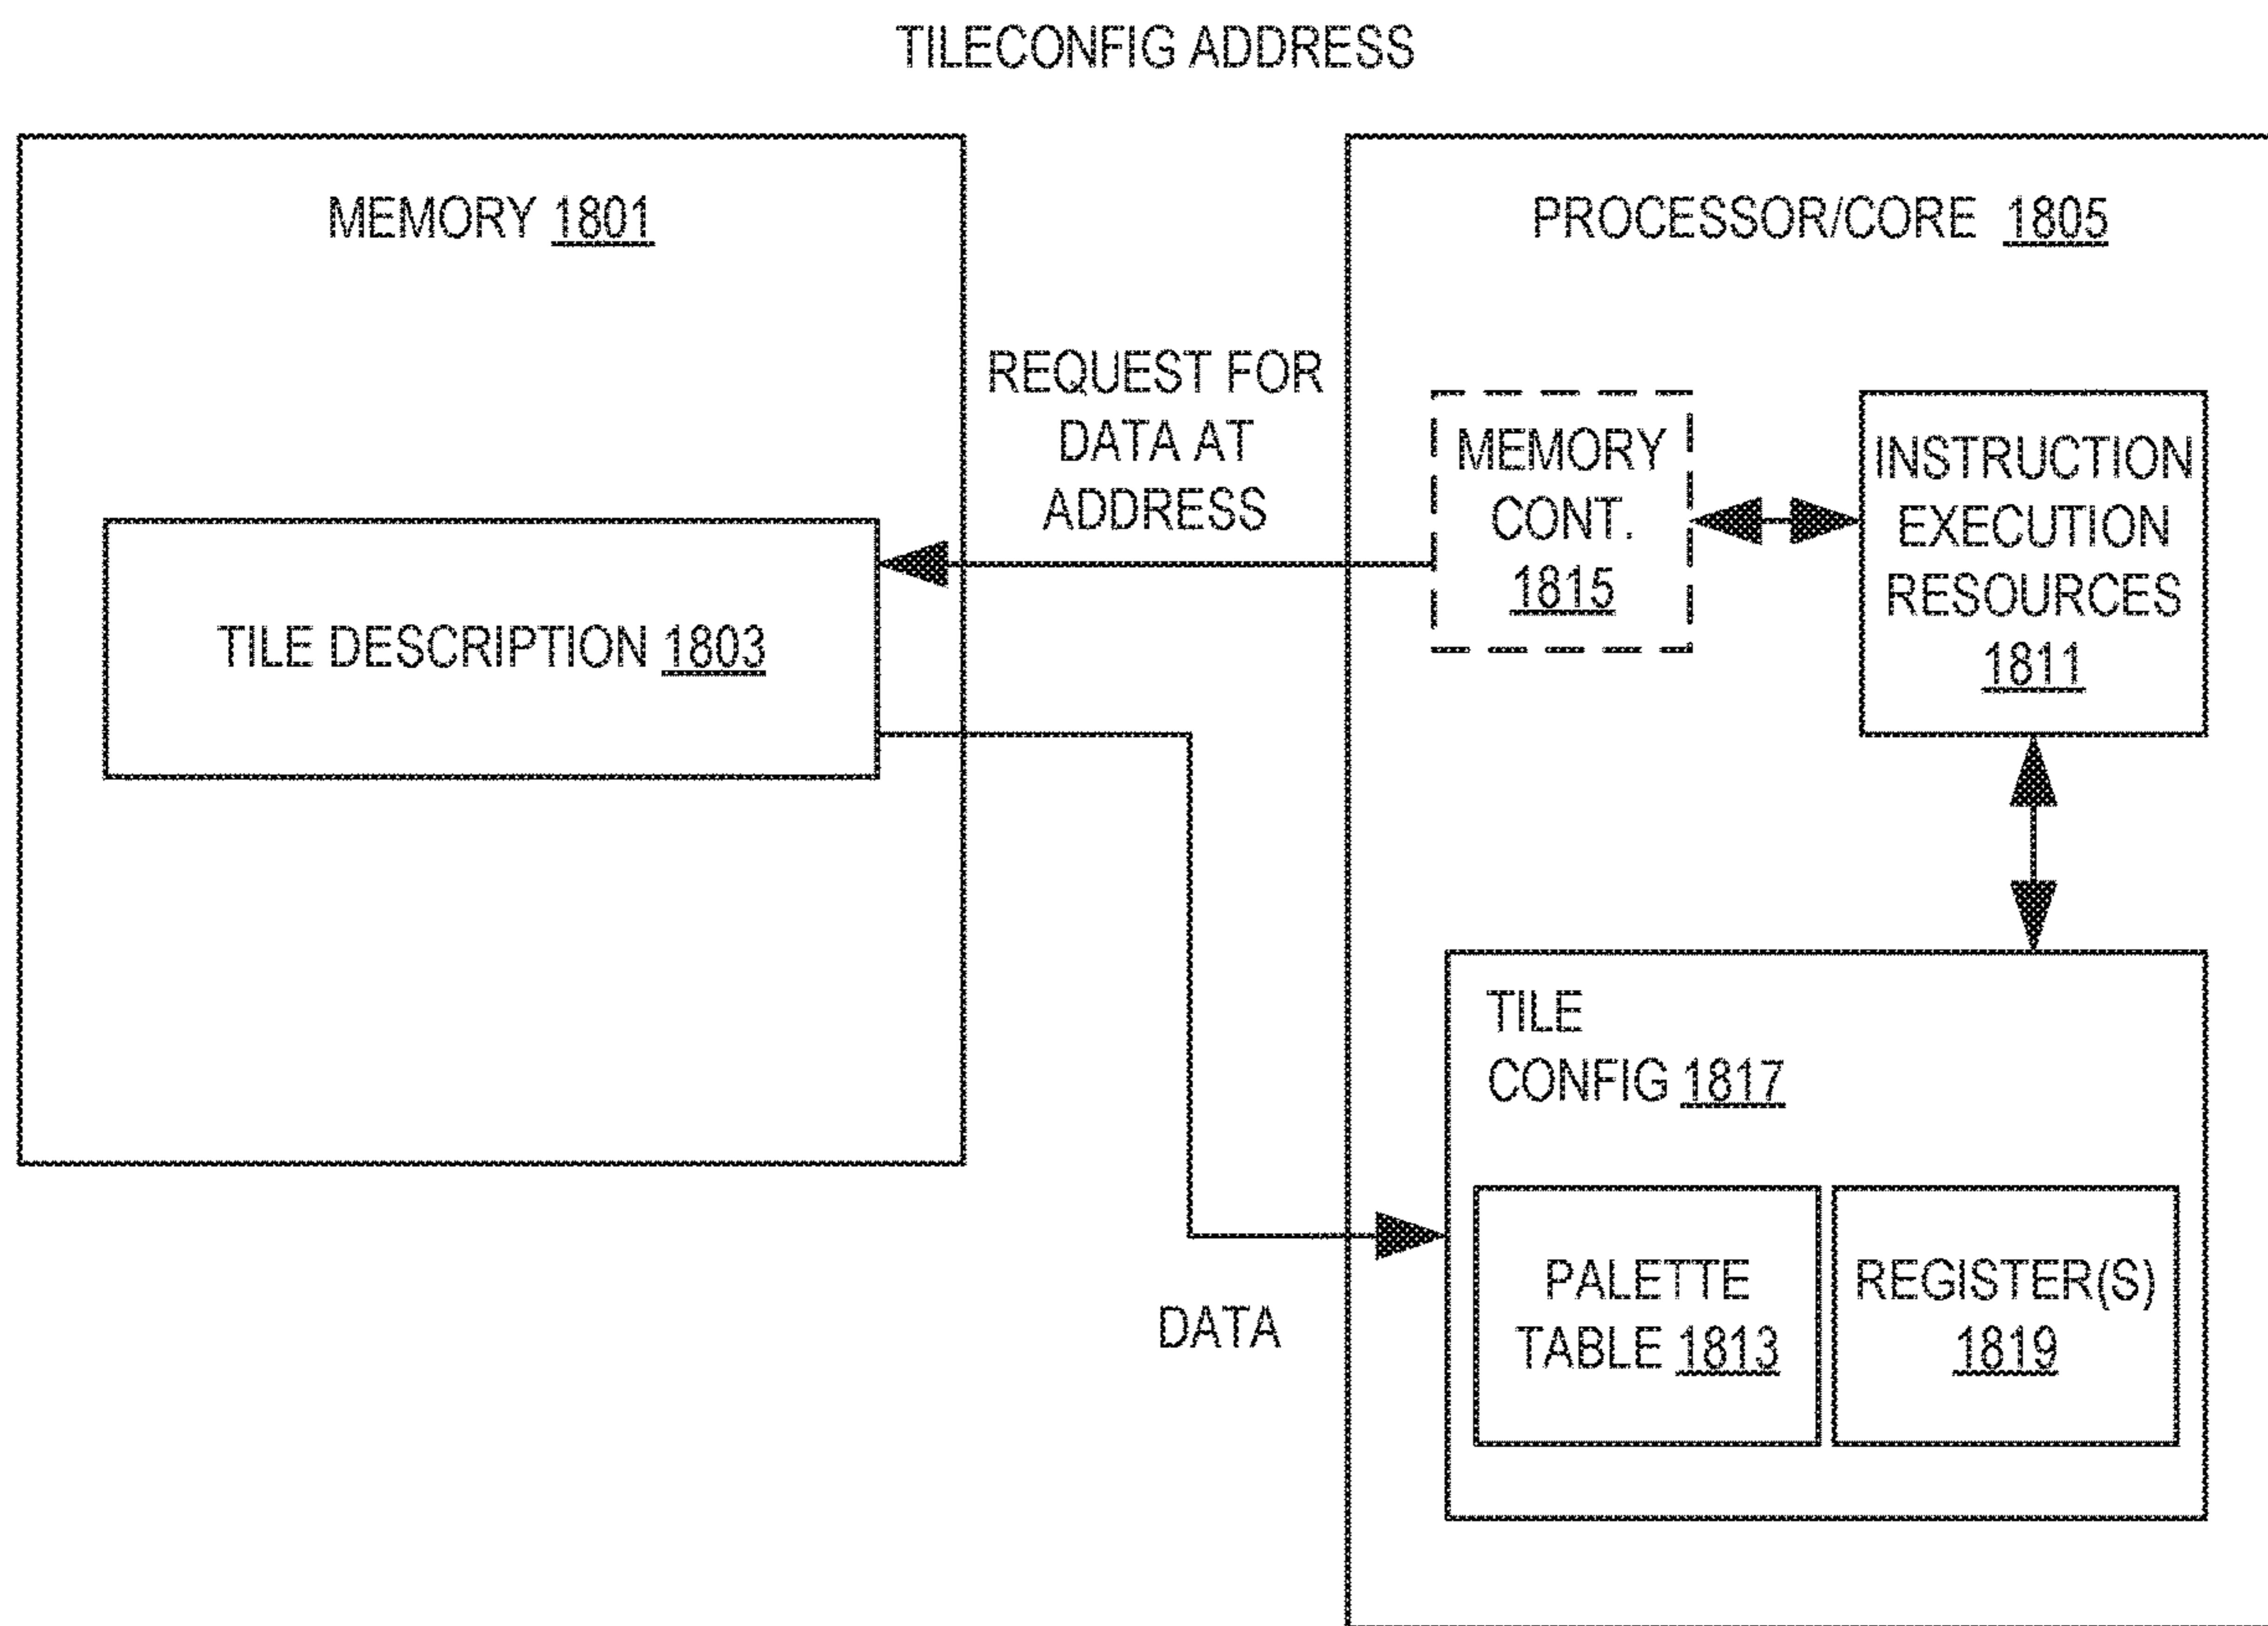 TILECONFIG ADDRESS
MEMORY 1801
PROCESSOR/CORE 1805
REQUEST FOR
DATA AT
ADDRESS
MEMORY
CONT.
1815
INSTRUCTION
EXECUTION
RESOURCES
1811
TILE DESCRIPTION 1803
TILE
CONFIG 1817
PALETTE
TABLE 1813
REGISTER(S)
1819
DATA